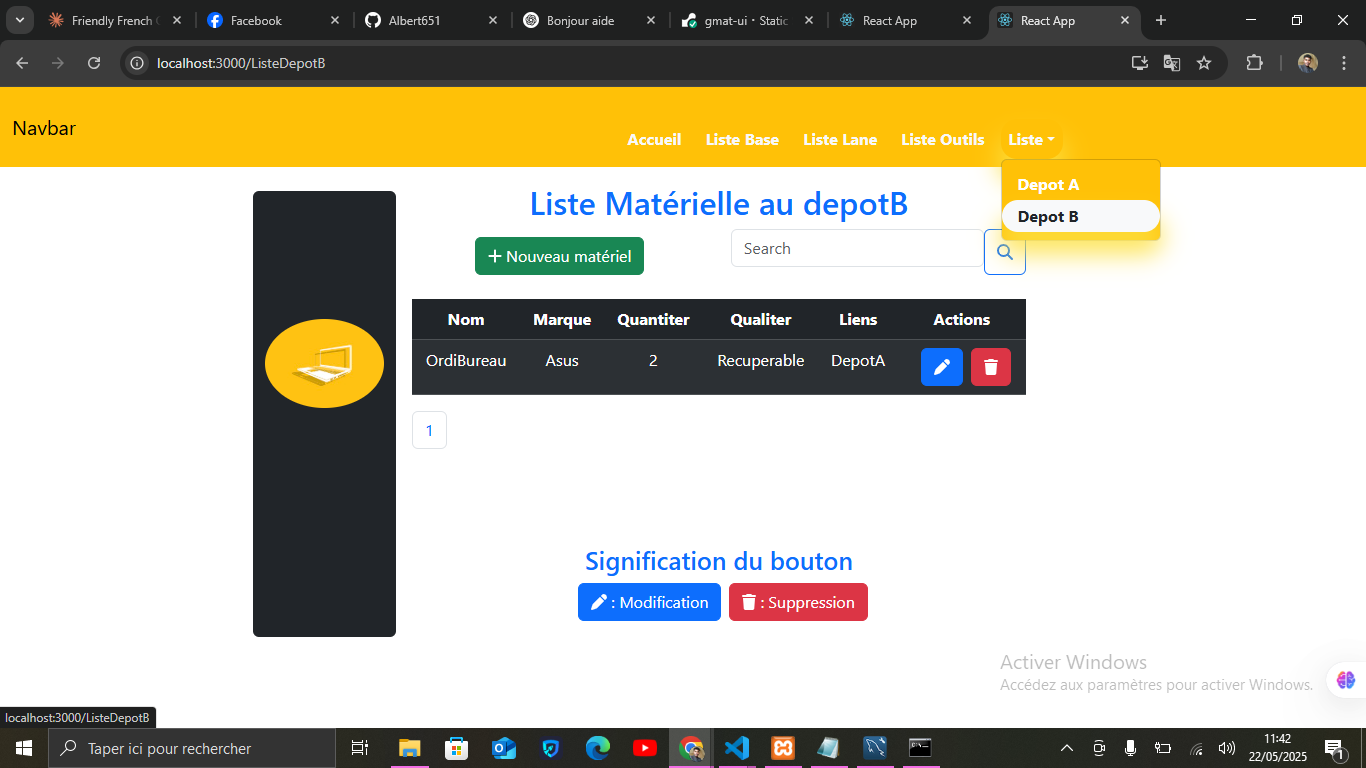 Friendly French
Facebook
Albert651
Bonjour aide
gmat-ui · Static
React App
React App
localhost:3000/ListeDepotB
Navbar
Accueil
Liste Base
Liste Lane
Liste Outils
Liste
Depot A
Depot B
Liste Matérielle au depotB
+ Nouveau matériel
Search
Nom Marque Quantiter Qualiter Liens Actions
OrdiBureau Asus 2 Recuperable DepotA
1
Signification du bouton
: Modification
: Suppression
Activer Windows
Accédez aux paramètres pour activer Windows.
localhost:3000/ListeDepotB
Taper ici pour rechercher
11:42
22/05/2025
1